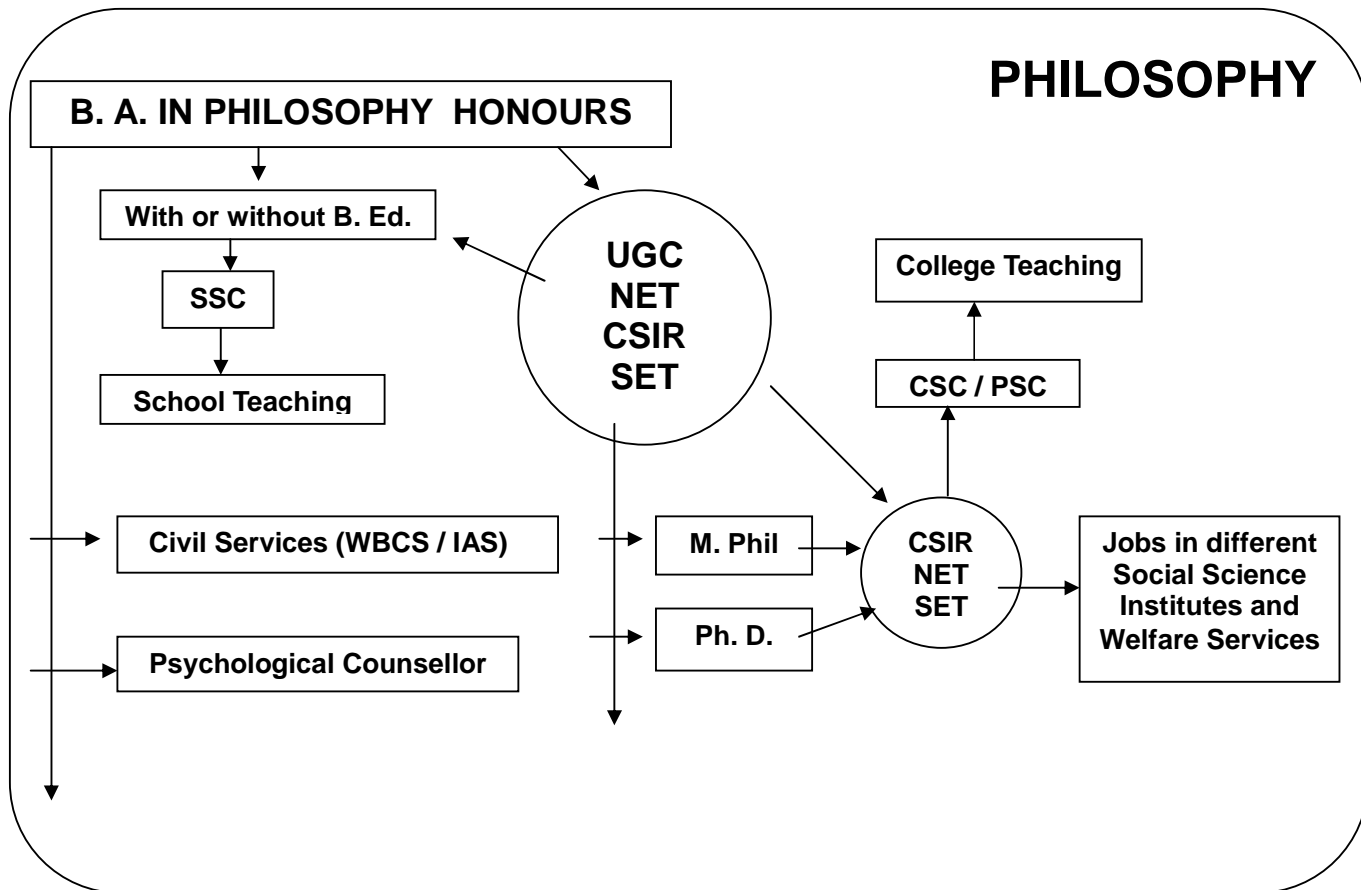 PHILOSOPHY
B. A. IN PHILOSOPHY HONOURS
With or without B. Ed.
SSC
School Teaching
UGC
NET
CSIR
SET
College Teaching
CSC / PSC
Civil Services (WBCS / IAS)
Psychological Counsellor
M. Phil
Ph. D.
CSIR
NET
SET
Jobs in different
Social Science
Institutes and
Welfare Services